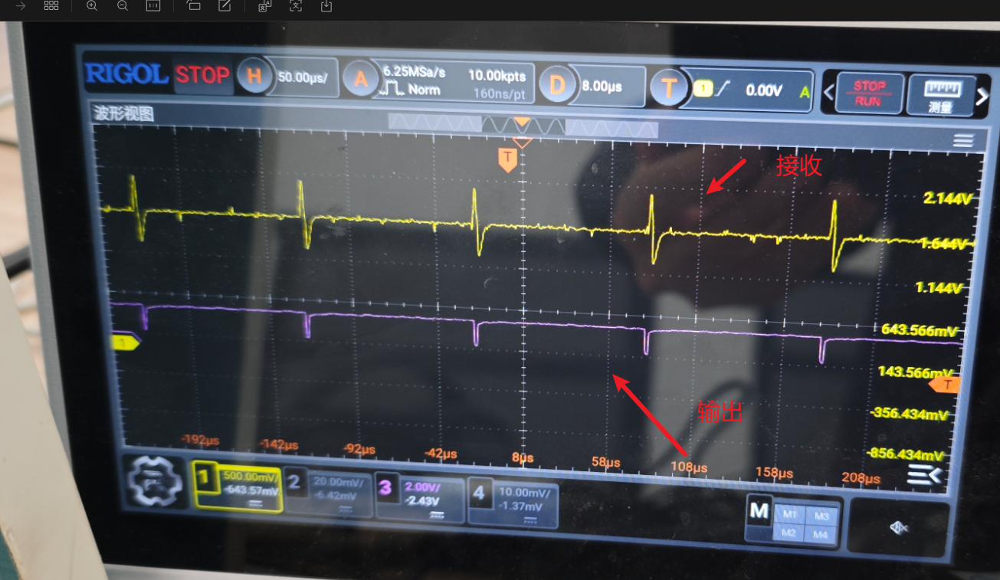 RIGOL STOP H 50.00μs/ A 6.25MSa/s 10.00kpts D 8.00μs T 1 0.00V A STOP
Norm 160ns/pt RUN 测量
波形视图
T
接收
2.144V
1.644V
1.144V
1
643.566mV
143.566mV
T
输出
-356.434mV
-856.434mV
-192μs -142μs -92μs -42μs 8μs 58μs 108μs 158μs 208μs
1 500.00mV/ 2 20.00mV/ 3 2.00V/ 4 10.00mV/ M M1 M3
-643.57mV -6.42mV -2.43V -1.37mV M2 M4